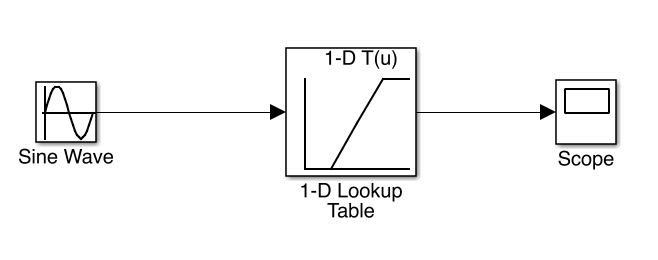 1-D T(u)
Sine Wave
1-D Lookup
Table
Scope